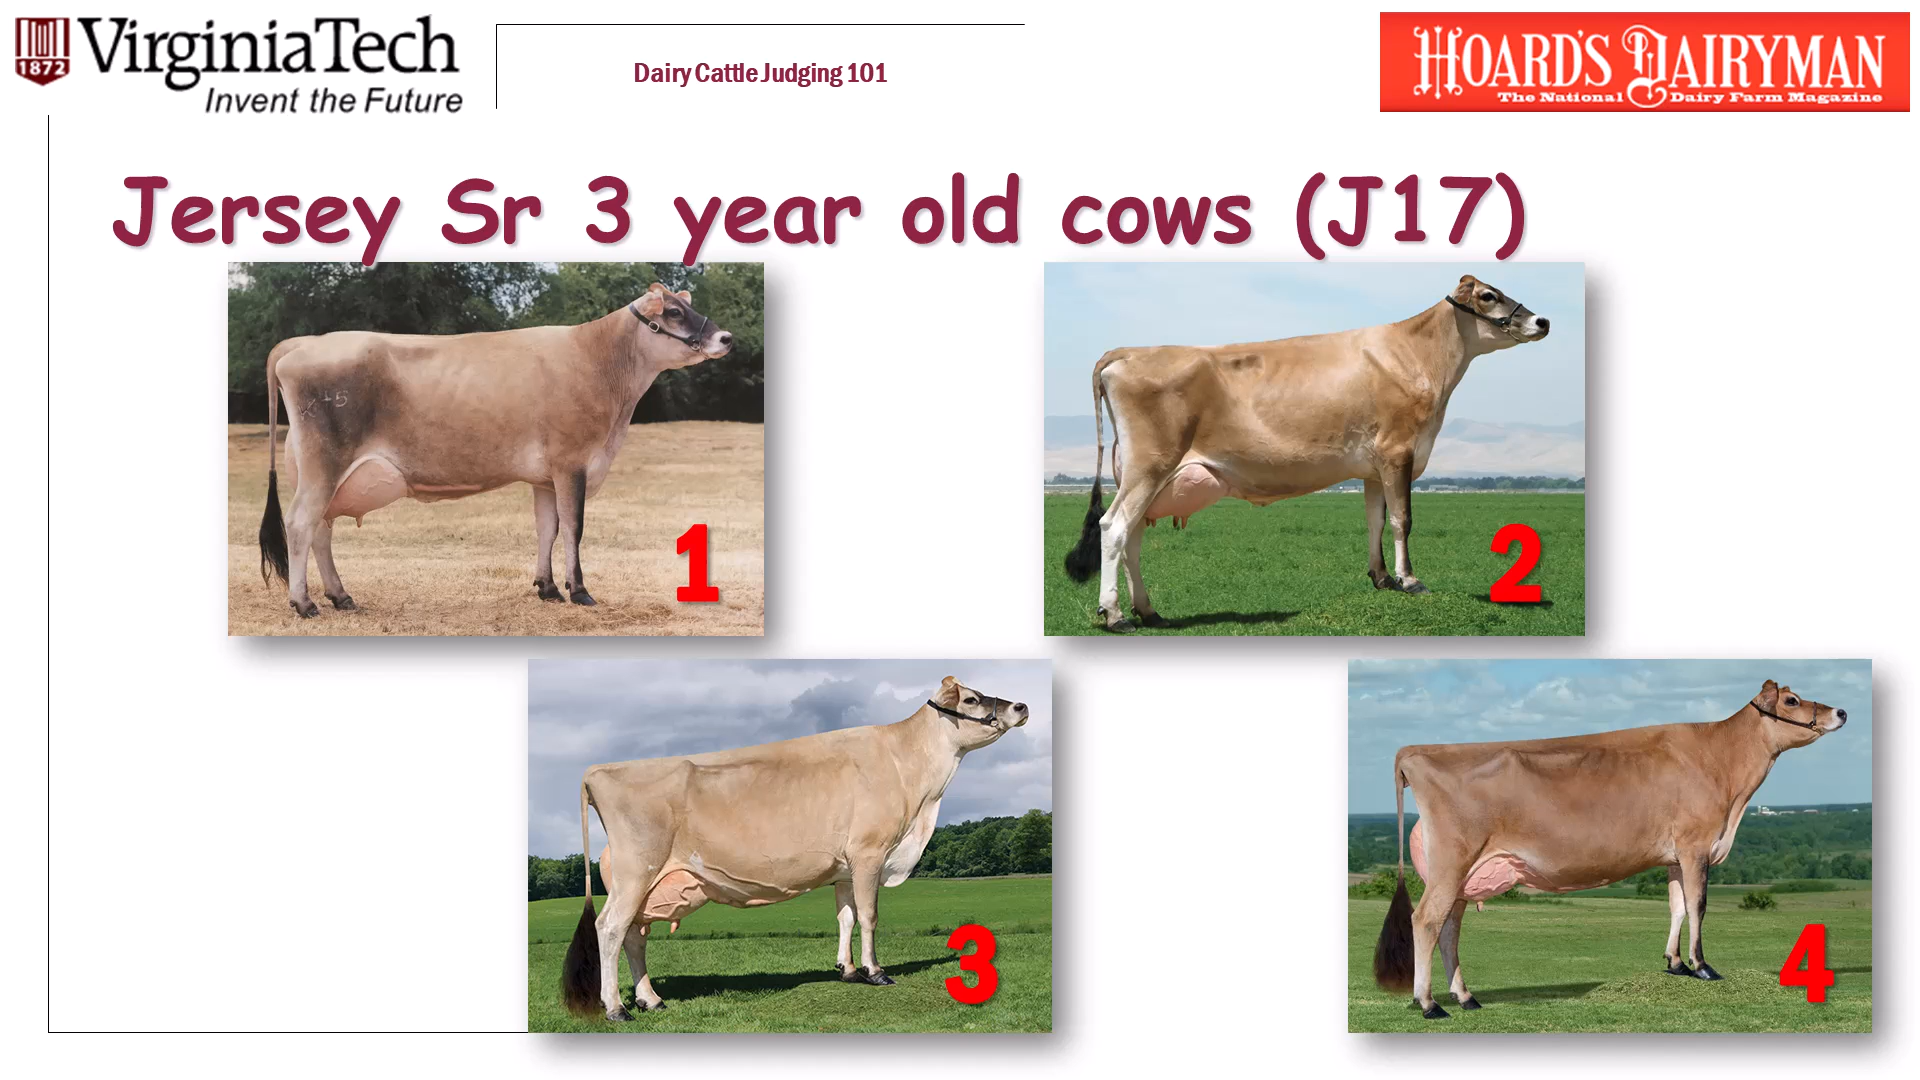 VirginiaTech
1872
Invent the Future
Dairy Cattle Judging 101
HOARD'S DAIRYMAN
The National Dairy Farm Magazine
Jersey Sr 3 year old cows (J17)
1
2
3
4